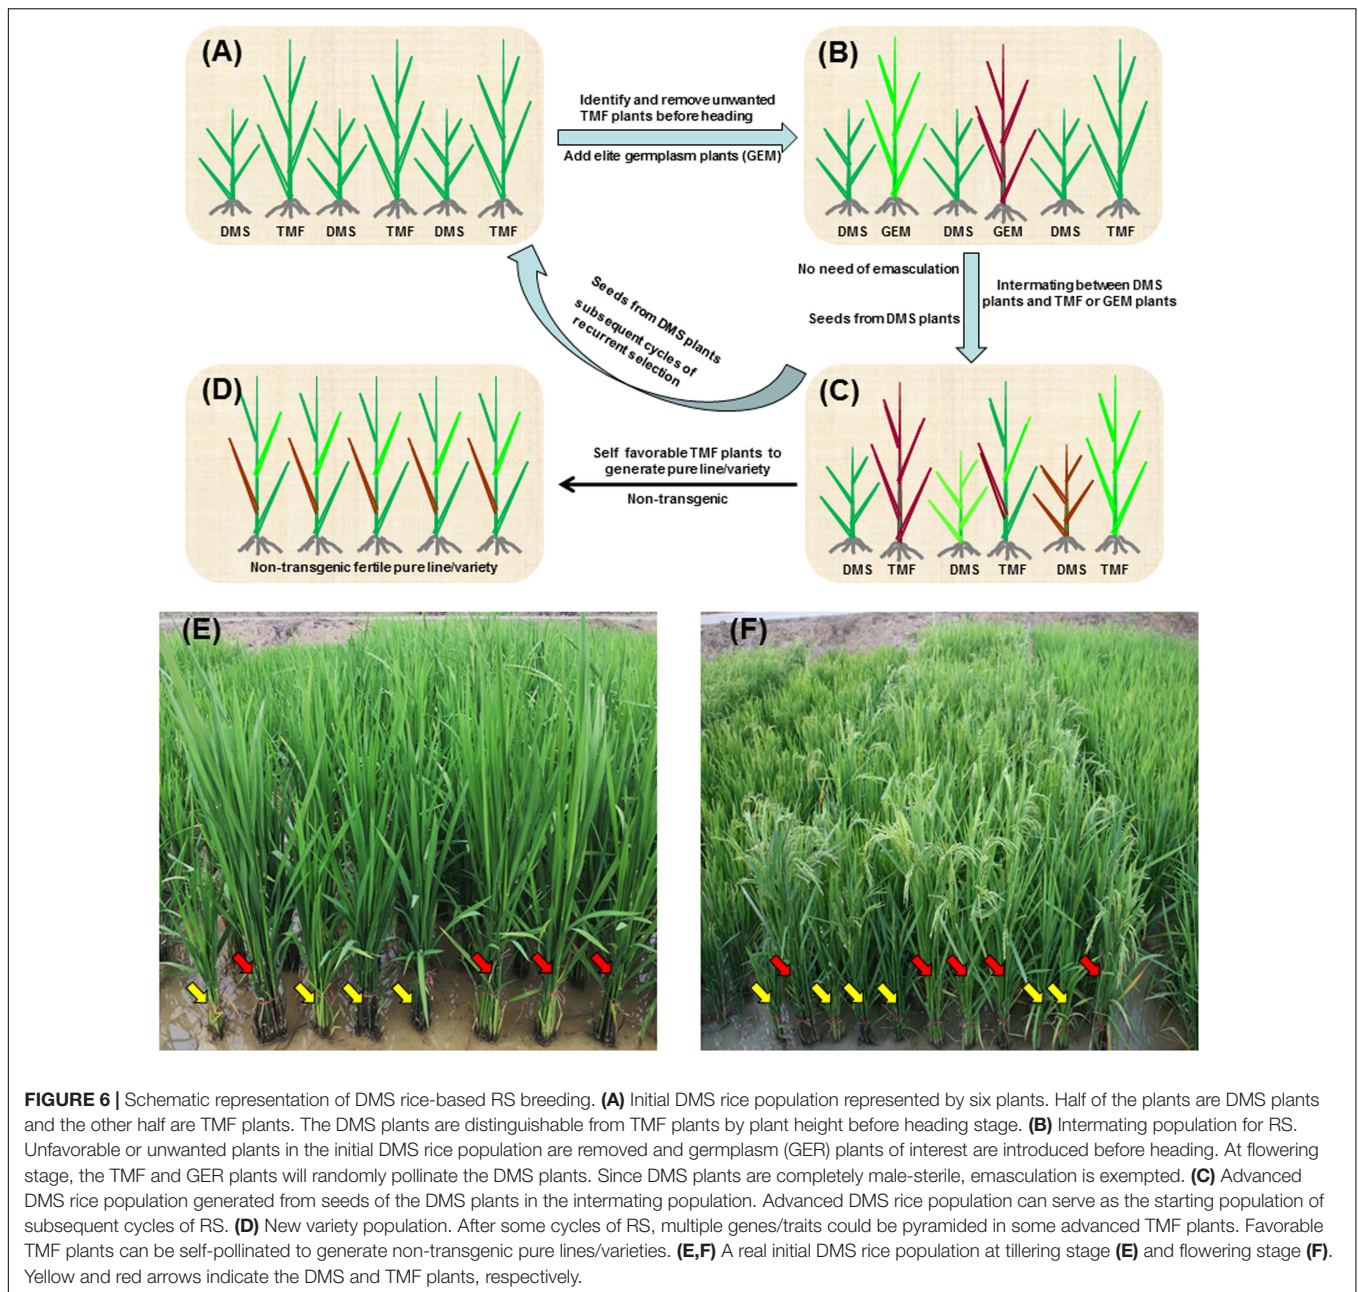 (A)
DMS TMF DMS TMF DMS TMF
Identify and remove unwanted
TMF plants before heading
Add elite germplasm plants (GEM)
(B)
DMS GEM DMS GEM DMS TMF
No need of emasculation
Seeds from DMS plants
Intermating between DMS
plants and TMF or GEM plants
Seeds from DMS plants
subsequent cycles of
recurrent selection
(C)
DMS TMF DMS TMF DMS TMF
Self favorable TMF plants to
generate pure line/variety
Non-transgenic
(D)
Non-transgenic fertile pure line/variety
(E)
(F)
FIGURE 6 | Schematic representation of DMS rice-based RS breeding. (A) Initial DMS rice population represented by six plants. Half of the plants are DMS plants
and the other half are TMF plants. The DMS plants are distinguishable from TMF plants by plant height before heading stage. (B) Intermating population for RS.
Unfavorable or unwanted plants in the initial DMS rice population are removed and germplasm (GER) plants of interest are introduced before heading. At flowering
stage, the TMF and GER plants will randomly pollinate the DMS plants. Since DMS plants are completely male-sterile, emasculation is exempted. (C) Advanced
DMS rice population generated from seeds of the DMS plants in the intermating population. Advanced DMS rice population can serve as the starting population of
subsequent cycles of RS. (D) New variety population. After some cycles of RS, multiple genes/traits could be pyramided in some advanced TMF plants. Favorable
TMF plants can be self-pollinated to generate non-transgenic pure lines/varieties. (E,F) A real initial DMS rice population at tillering stage (E) and flowering stage (F).
Yellow and red arrows indicate the DMS and TMF plants, respectively.